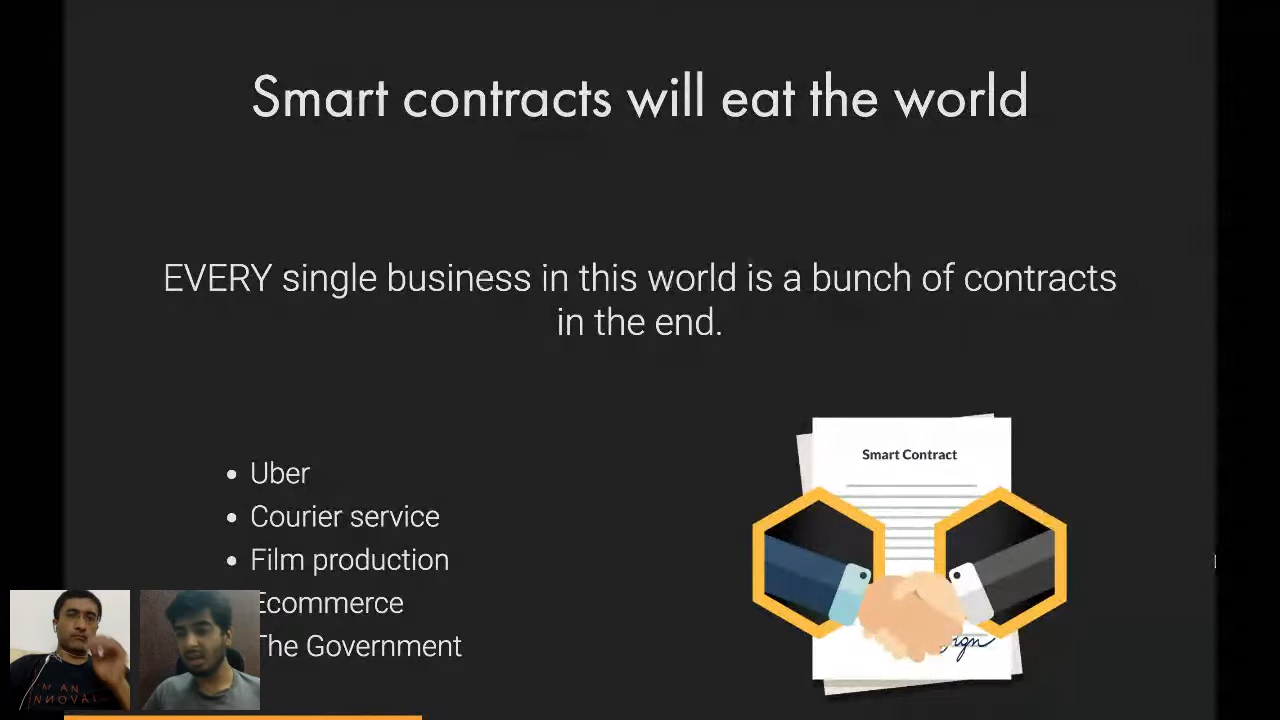 Smart contracts will eat the world
EVERY single business in this world is a bunch of contracts
in the end.
Smart Contract
Uber
Courier service
Film production
Ecommerce
The Government
I'M AN